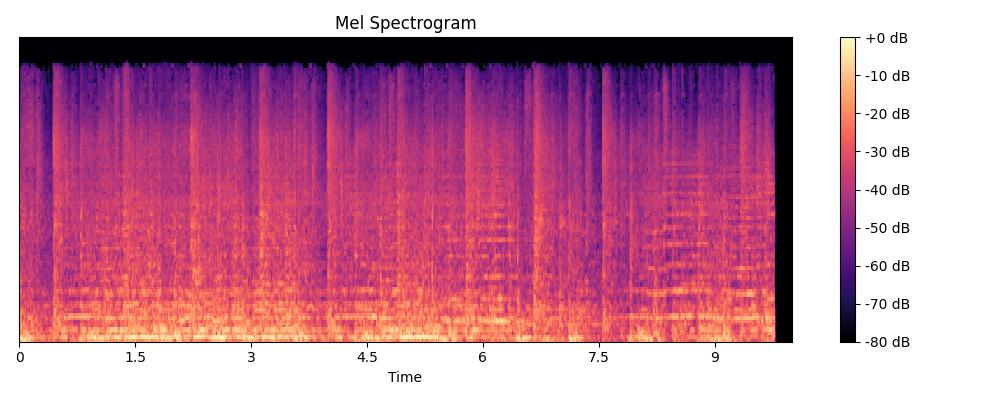 Mel Spectrogram
+0 dB
-10 dB
-20 dB
-30 dB
-40 dB
-50 dB
-60 dB
-70 dB
-80 dB
0 1.5 3 4.5 6 7.5 9
Time